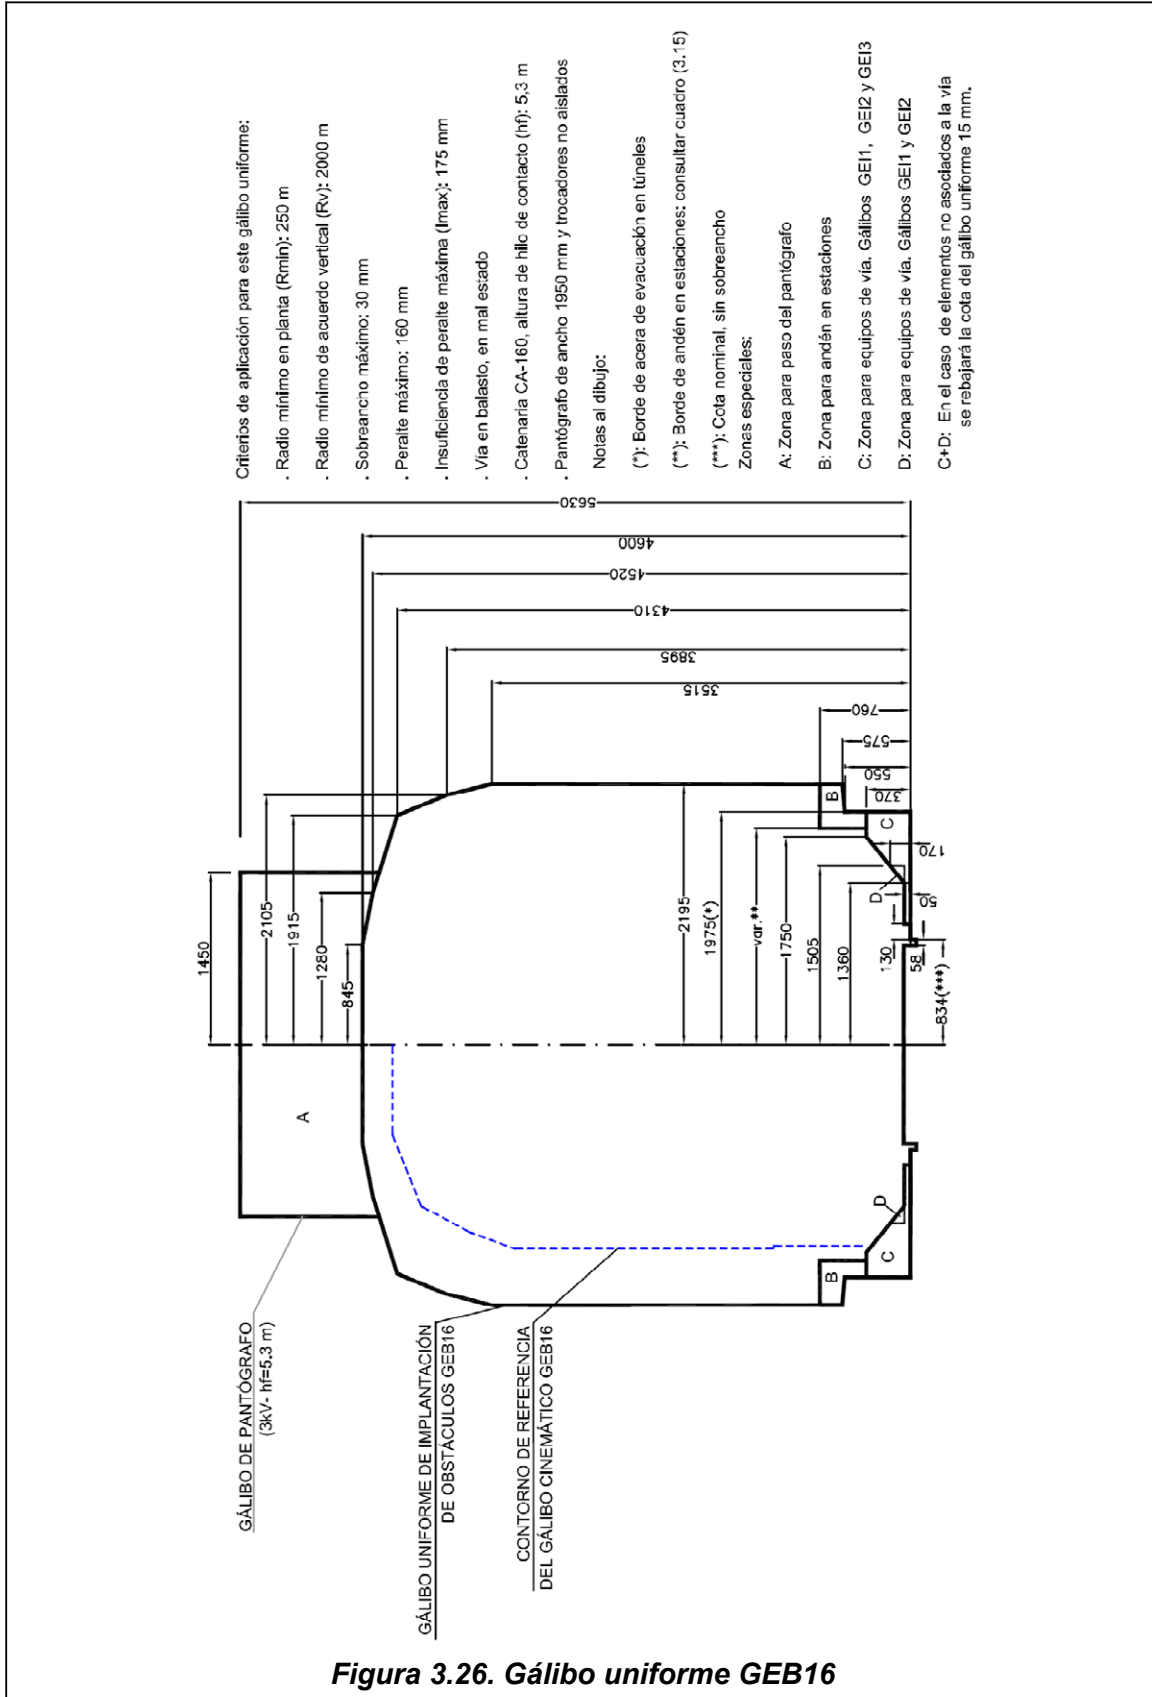 Criterios de aplicación para este gálibo uniforme:
. Radio mínimo en planta (Rmin): 250 m
. Radio mínimo de acuerdo vertical (Rv): 2000 m
. Sobreancho máximo: 30 mm
. Peralte máximo: 160 mm
. Insuficiencia de peralte máxima (Imax): 175 mm
. Vía en balasto, en mal estado
. Catenaria CA-160, altura de hilo de contacto (hf): 5,3 m
. Pantógrafo de ancho 1950 mm y trocadores no aislados
Notas al dibujo:
(*): Borde de acera de evacuación en túneles
(**): Borde de andén en estaciones: consultar cuadro (3.15)
(***): Cota nominal, sin sobreancho
Zonas especiales:
A: Zona para paso del pantógrafo
B: Zona para andén en estaciones
C: Zona para equipos de vía. Gálibos GEI1, GEI2 y GEI3
D: Zona para equipos de vía. Gálibos GEI1 y GEI2
C+D: En el caso de elementos no asociados a la vía
se rebajará la cota del gálibo uniforme 15 mm.
5630
4600
4520
4310
3895
3515
760
575
550
370
170
50
1450
2105
1915
1280
845
2195
1975(*)
var.**
1750
1505
1360
130
58
834(***)
A
B
B
C
C
D
D
GÁLIBO DE PANTÓGRAFO
(3kV- hf=5.3 m)
GÁLIBO UNIFORME DE IMPLANTACIÓN
DE OBSTÁCULOS GEB16
CONTORNO DE REFERENCIA
DEL GÁLIBO CINEMÁTICO GEB16
Figura 3.26. Gálibo uniforme GEB16